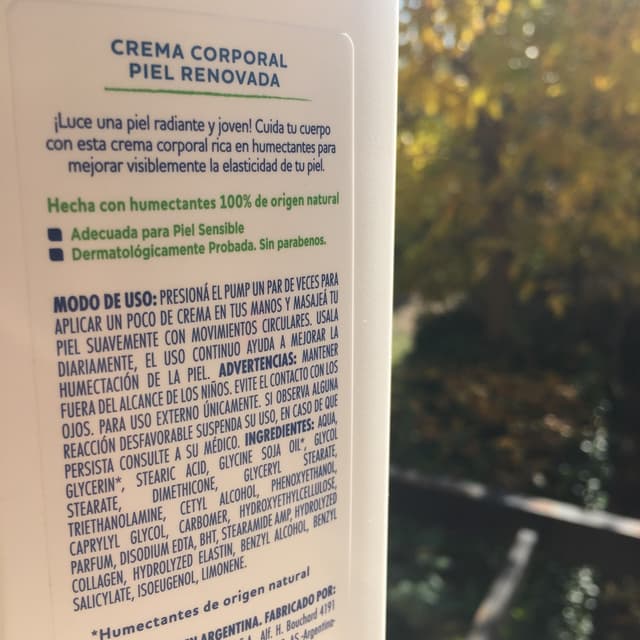 CREMA CORPORAL
PIEL RENOVADA
¡Luce una piel radiante y joven! Cuida tu cuerpo
con esta crema corporal rica en humectantes para
mejorar visiblemente la elasticidad de tu piel.
Hecha con humectantes 100% de origen natural
Adecuada para Piel Sensible
Dermatológicamente Probada. Sin parabenos.
MODO DE USO: PRESIONÁ EL PUMP UN PAR DE VECES PARA
APLICAR UN POCO DE CREMA EN TUS MANOS Y MASAJEÁ TU
PIEL SUAVEMENTE CON MOVIMIENTOS CIRCULARES. USALA
DIARIAMENTE, EL USO CONTINUO AYUDA A MEJORAR LA
HUMECTACIÓN DE LA PIEL. ADVERTENCIAS: MANTENER
FUERA DEL ALCANCE DE LOS NIÑOS. EVITE EL CONTACTO CON LOS
OJOS. PARA USO EXTERNO ÚNICAMENTE. SI OBSERVA ALGUNA
REACCIÓN DESFAVORABLE SUSPENDA SU USO, EN CASO DE QUE
PERSISTA CONSULTE A SU MÉDICO. INGREDIENTES: AQUA,
GLYCERIN*, STEARIC ACID, GLYCINE SOJA OIL*, GLYCOL
STEARATE, DIMETHICONE, GLYCERYL STEARATE,
TRIETHANOLAMINE, CETYL ALCOHOL, PHENOXYETHANOL,
CAPRYLYL GLYCOL, CARBOMER, HYDROXYETHYLCELLULOSE,
PARFUM, DISODIUM EDTA, BHT, STEARAMIDE AMP, HYDROLYZED
COLLAGEN, HYDROLYZED ELASTIN, BENZYL ALCOHOL, BENZYL
SALICYLATE, ISOEUGENOL, LIMONENE.
*Humectantes de origen natural
EN ARGENTINA. FABRICADO POR:
Alf. H. Bouchard 4191
AS-Argentina-